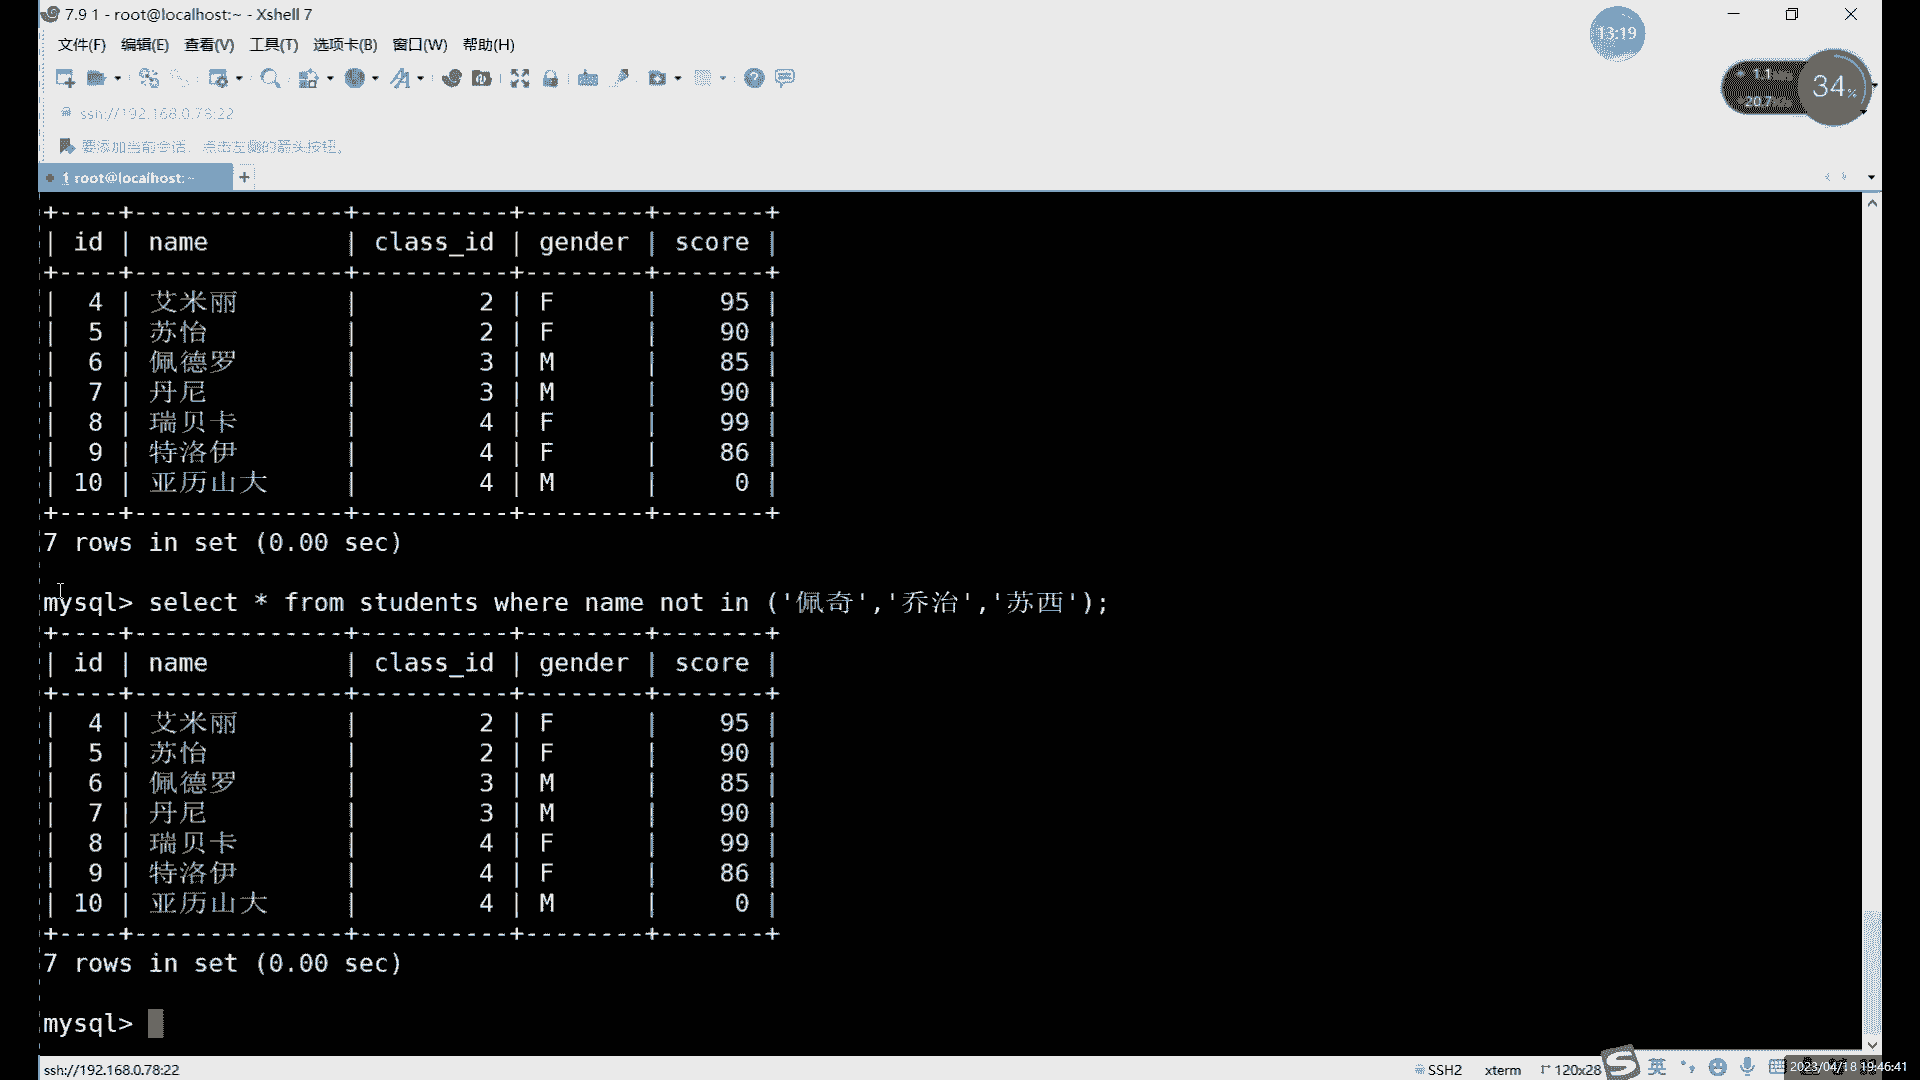 7.9 1 - root@localhost:~ - Xshell 7
13:19
文件(F) 编辑(E) 查看(V) 工具(T) 选项卡(B) 窗口(W) 帮助(H)
34%
ssh://192.168.0.78:22
要添加当前会话，点击左侧的箭头按钮。
1 root@localhost:~
+----+--------------+----------+--------+-------+
| id | name | class_id | gender | score |
+----+--------------+----------+--------+-------+
| 4 | 艾米丽 | 2 | F | 95 |
| 5 | 苏怡 | 2 | F | 90 |
| 6 | 佩德罗 | 3 | M | 85 |
| 7 | 丹尼 | 3 | M | 90 |
| 8 | 瑞贝卡 | 4 | F | 99 |
| 9 | 特洛伊 | 4 | F | 86 |
| 10 | 亚历山大 | 4 | M | 0 |
+----+--------------+----------+--------+-------+
7 rows in set (0.00 sec)
mysql> select * from students where name not in ('佩奇','乔治','苏西');
+----+--------------+----------+--------+-------+
| id | name | class_id | gender | score |
+----+--------------+----------+--------+-------+
| 4 | 艾米丽 | 2 | F | 95 |
| 5 | 苏怡 | 2 | F | 90 |
| 6 | 佩德罗 | 3 | M | 85 |
| 7 | 丹尼 | 3 | M | 90 |
| 8 | 瑞贝卡 | 4 | F | 99 |
| 9 | 特洛伊 | 4 | F | 86 |
| 10 | 亚历山大 | 4 | M | 0 |
+----+--------------+----------+--------+-------+
7 rows in set (0.00 sec)
mysql>
ssh://192.168.0.78:22 SSH2 xterm 120x28 英 2023/04/18 19:46:41